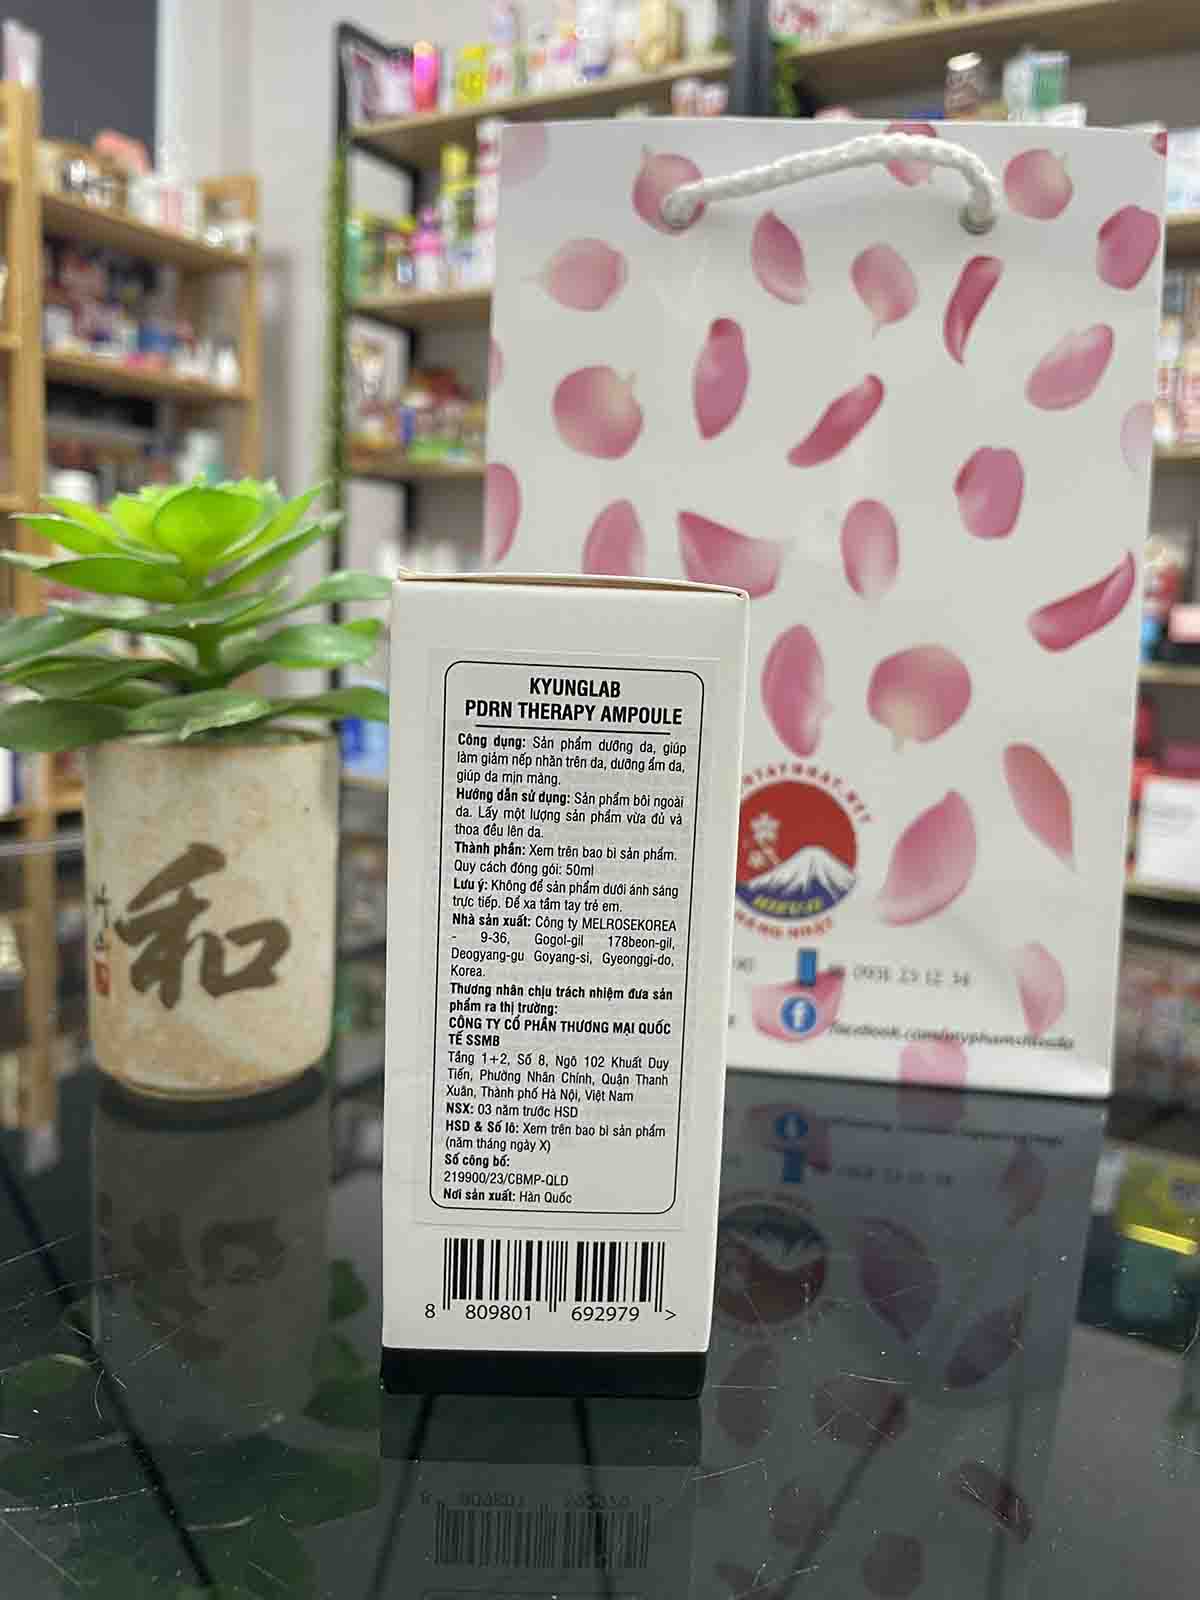 KYUNGLAB
PDRN THERAPY AMPOULE
Công dụng: Sản phẩm dưỡng da, giúp
làm giảm nếp nhăn trên da, dưỡng ẩm da,
giúp da mịn màng.
Hướng dẫn sử dụng: Sản phẩm bôi ngoài
da. Lấy một lượng sản phẩm vừa đủ và
thoa đều lên da.
Thành phần: Xem trên bao bì sản phẩm.
Quy cách đóng gói: 50ml
Lưu ý: Không để sản phẩm dưới ánh sáng
trực tiếp. Để xa tầm tay trẻ em.
Nhà sản xuất: Công ty MELROSEKOREA
- 9-36, Gogol-gil 178beon-gil,
Deogyang-gu Goyang-si, Gyeonggi-do,
Korea.
Thương nhân chịu trách nhiệm đưa sản
phẩm ra thị trường:
CÔNG TY CỔ PHẦN THƯƠNG MẠI QUỐC
TẾ SSMB
Tầng 1+2, Số 8, Ngõ 102 Khuất Duy
Tiến, Phường Nhân Chính, Quận Thanh
Xuân, Thành phố Hà Nội, Việt Nam
NSX: 03 năm trước HSD
HSD & Số lô: Xem trên bao bì sản phẩm
(năm tháng ngày X)
Số công bố:
219900/23/CBMP-QLD
Nơi sản xuất: Hàn Quốc
8 809801 692979 >
和
HÀNG NHẬT
0931 23 12 34